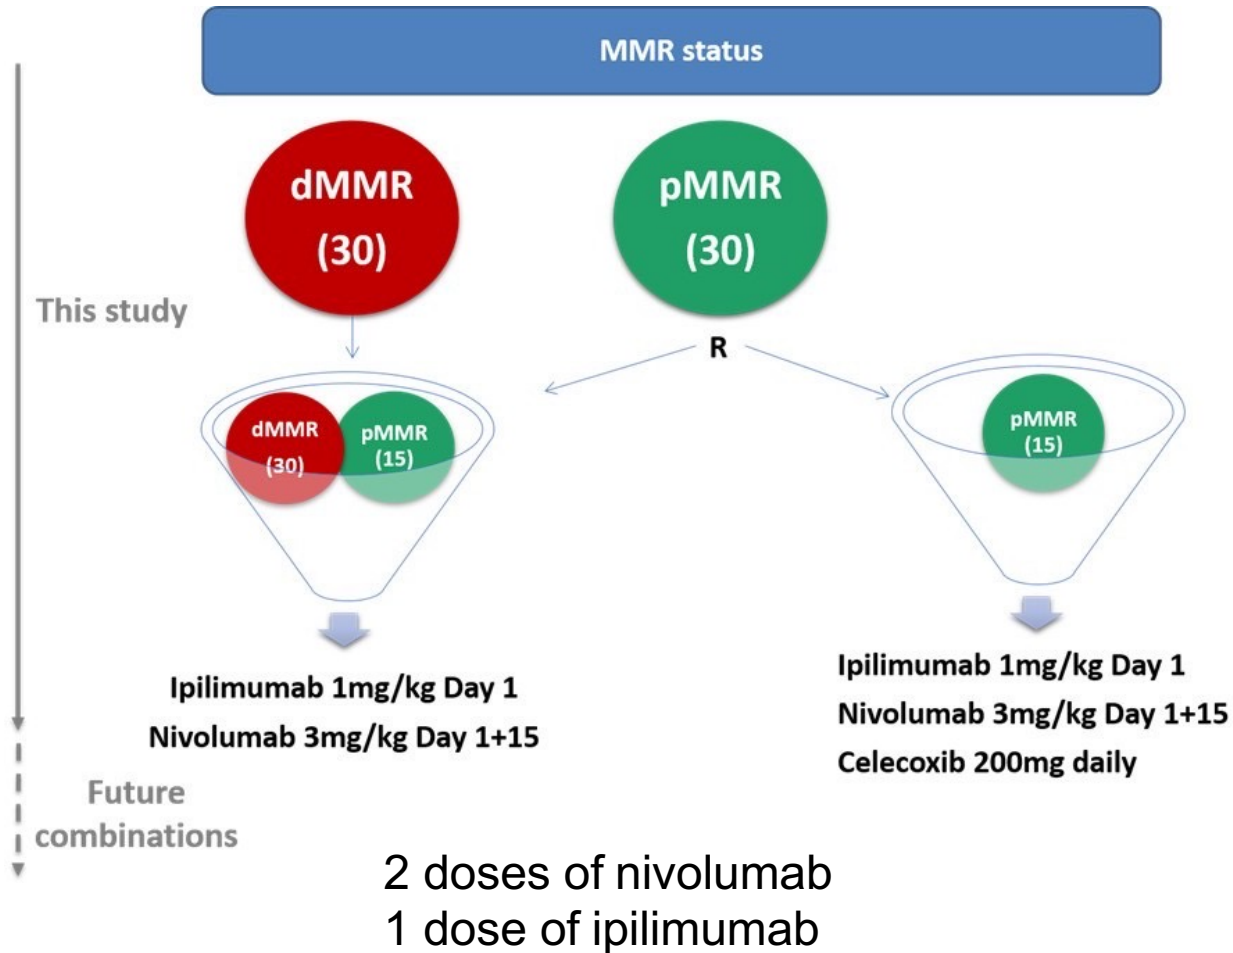 MMR status
dMMR
(30)
pMMR
(30)
This study
R
dMMR
(30)
pMMR
(15)
pMMR
(15)
Ipilimumab 1mg/kg Day 1
Nivolumab 3mg/kg Day 1+15
Ipilimumab 1mg/kg Day 1
Nivolumab 3mg/kg Day 1+15
Celecoxib 200mg daily
Future
combinations
2 doses of nivolumab
1 dose of ipilimumab